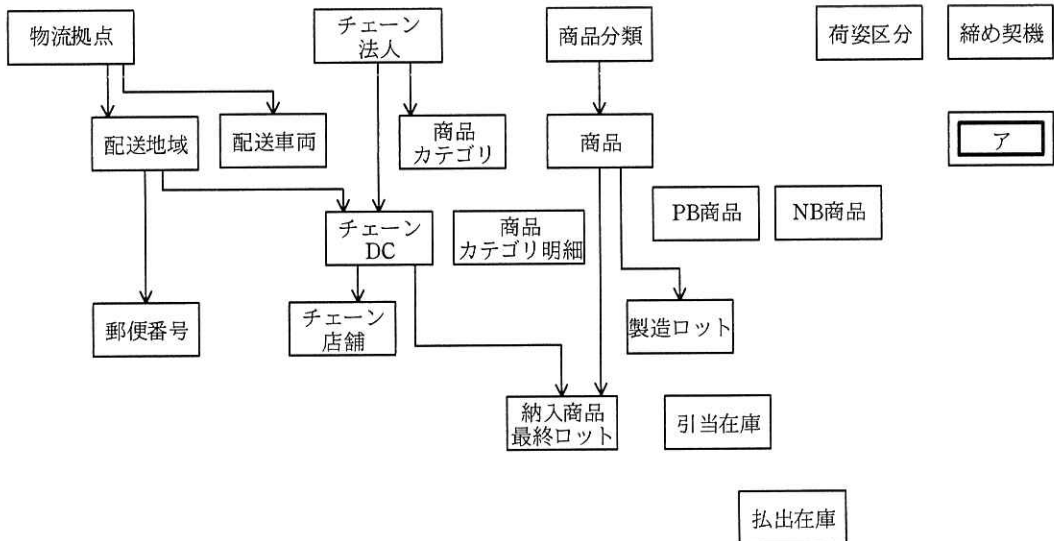 物流拠点
チェーン
法人
商品分類
荷姿区分
締め契機
配送地域
配送車両
商品
カテゴリ
商品
ア
チェーン
DC
商品
カテゴリ明細
PB商品
NB商品
郵便番号
チェーン
店舗
製造ロット
納入商品
最終ロット
引当在庫
払出在庫